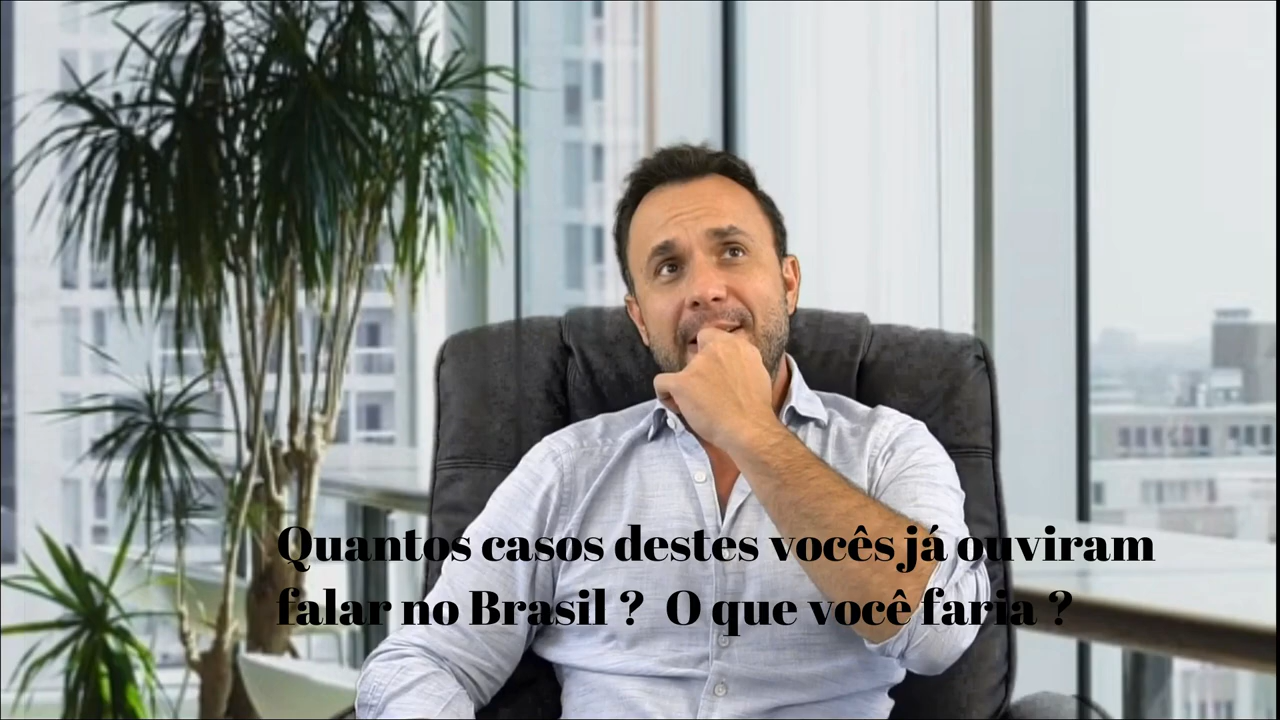 Quantos casos destes vocês já ouviram
falar no Brasil ?  O que você faria ?